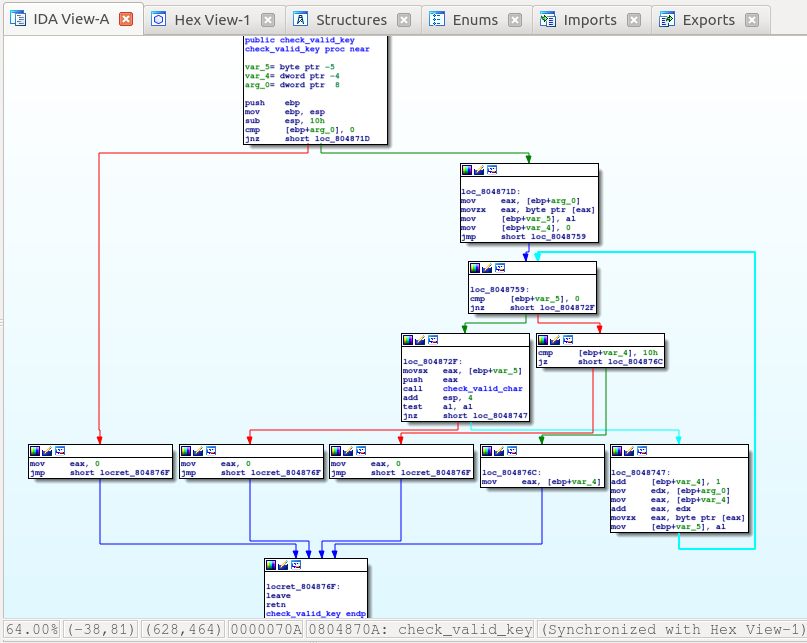 IDA View-A
Hex View-1
Structures
Enums
Imports
Exports
public check_valid_key
check_valid_key proc near
var_5= byte ptr -5
var_4= dword ptr -4
arg_0= dword ptr  8
push    ebp
mov     ebp, esp
sub     esp, 10h
cmp     [ebp+arg_0], 0
jnz     short loc_804871D
loc_804871D:
mov     eax, [ebp+arg_0]
movzx   eax, byte ptr [eax]
mov     [ebp+var_5], al
mov     [ebp+var_4], 0
jmp     short loc_8048759
loc_8048759:
cmp     [ebp+var_5], 0
jnz     short loc_804872F
loc_804872F:
movsx   eax, [ebp+var_5]
push    eax
call    check_valid_char
add     esp, 4
test    al, al
jnz     short loc_8048747
cmp     [ebp+var_4], 10h
jz      short loc_804876C
mov     eax, 0
jmp     short locret_804876F
mov     eax, 0
jmp     short locret_804876F
mov     eax, 0
jmp     short locret_804876F
loc_804876C:
mov     eax, [ebp+var_4]
loc_8048747:
add     [ebp+var_4], 1
mov     edx, [ebp+arg_0]
mov     eax, [ebp+var_4]
add     eax, edx
movzx   eax, byte ptr [eax]
mov     [ebp+var_5], al
locret_804876F:
leave
retn
check_valid_key endp
64.00% (-38,81) (628,464) 0000070A 0804870A: check_valid_key (Synchronized with Hex View-1)